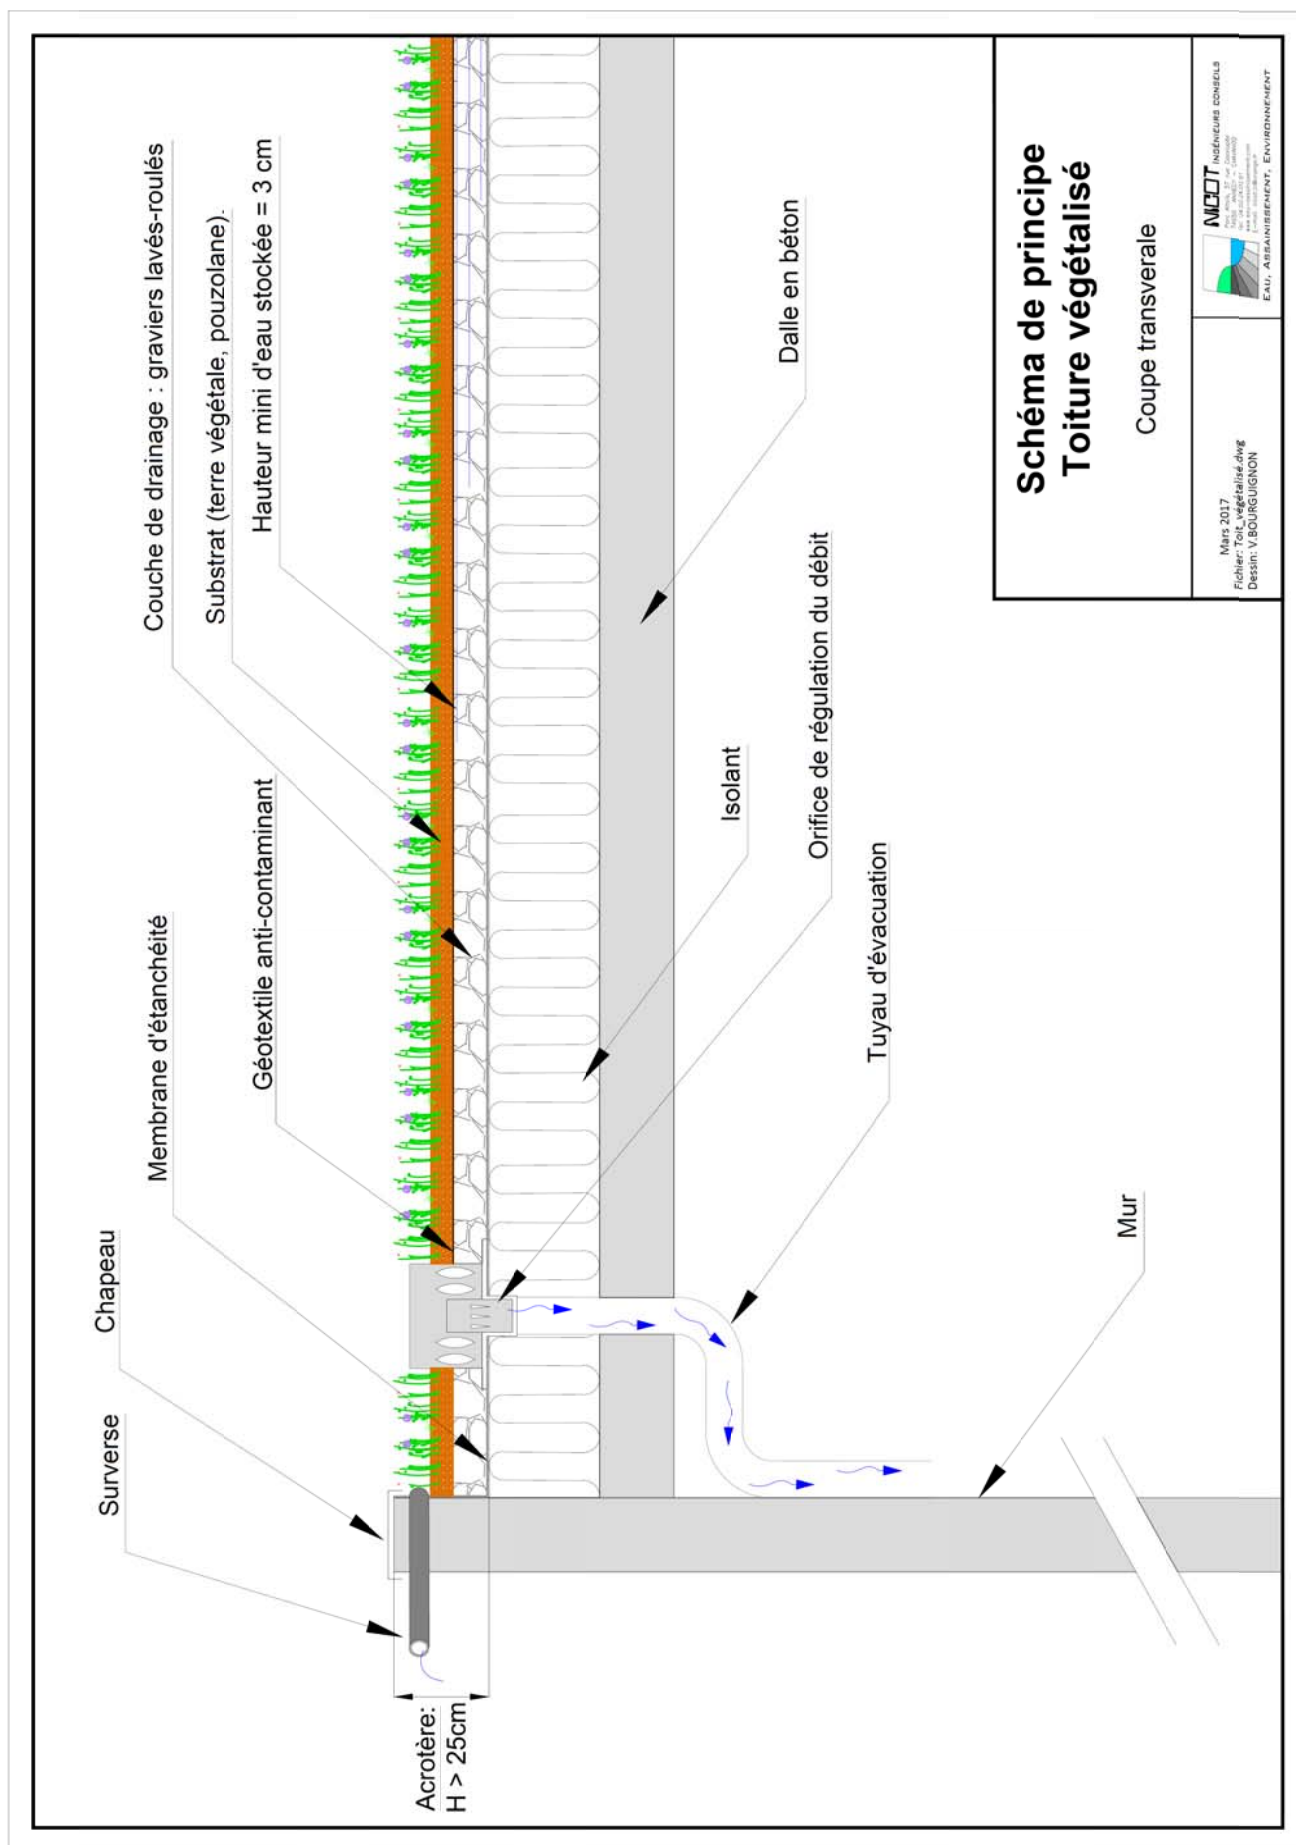 Surverse
Chapeau
Membrane d'étanchéité
Géotextile anti-contaminant
Couche de drainage : graviers lavés-roulés
Substrat (terre végétale, pouzolane).
Hauteur mini d'eau stockée = 3 cm
Acrotère:
H > 25cm
Mur
Tuyau d'évacuation
Orifice de régulation du débit
Isolant
Dalle en béton
Schéma de principe
Toiture végétalisé
Coupe transverale
Mars 2017
Fichier: Toit_végétalisé.dwg
Dessin: V.BOURGUIGNON
NICOT INGÉNIEURS CONSEILS
EAU, ASSAINISSEMENT, ENVIRONNEMENT